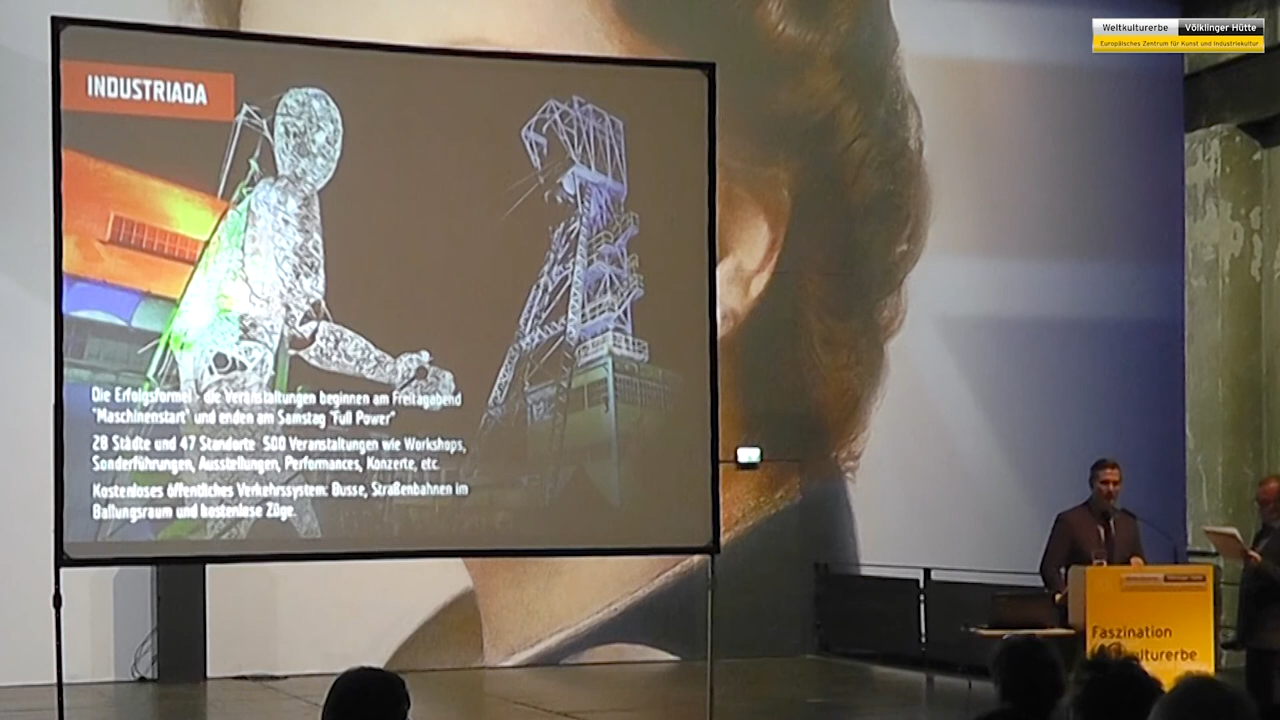 Weltkulturerbe Völklinger Hütte
Europäisches Zentrum für Kunst und Industriekultur
INDUSTRIADA
Die Erfolgsformel - die Veranstaltungen beginnen am Freitagabend
"Maschinenstart" und enden am Samstag "Full Power"
28 Städte und 47 Standorte 500 Veranstaltungen wie Workshops,
Sonderführungen, Ausstellungen, Performances, Konzerte, etc.
Kostenloses öffentliches Verkehrssystem: Busse, Straßenbahnen im
Ballungsraum und kostenlose Züge.
Faszination